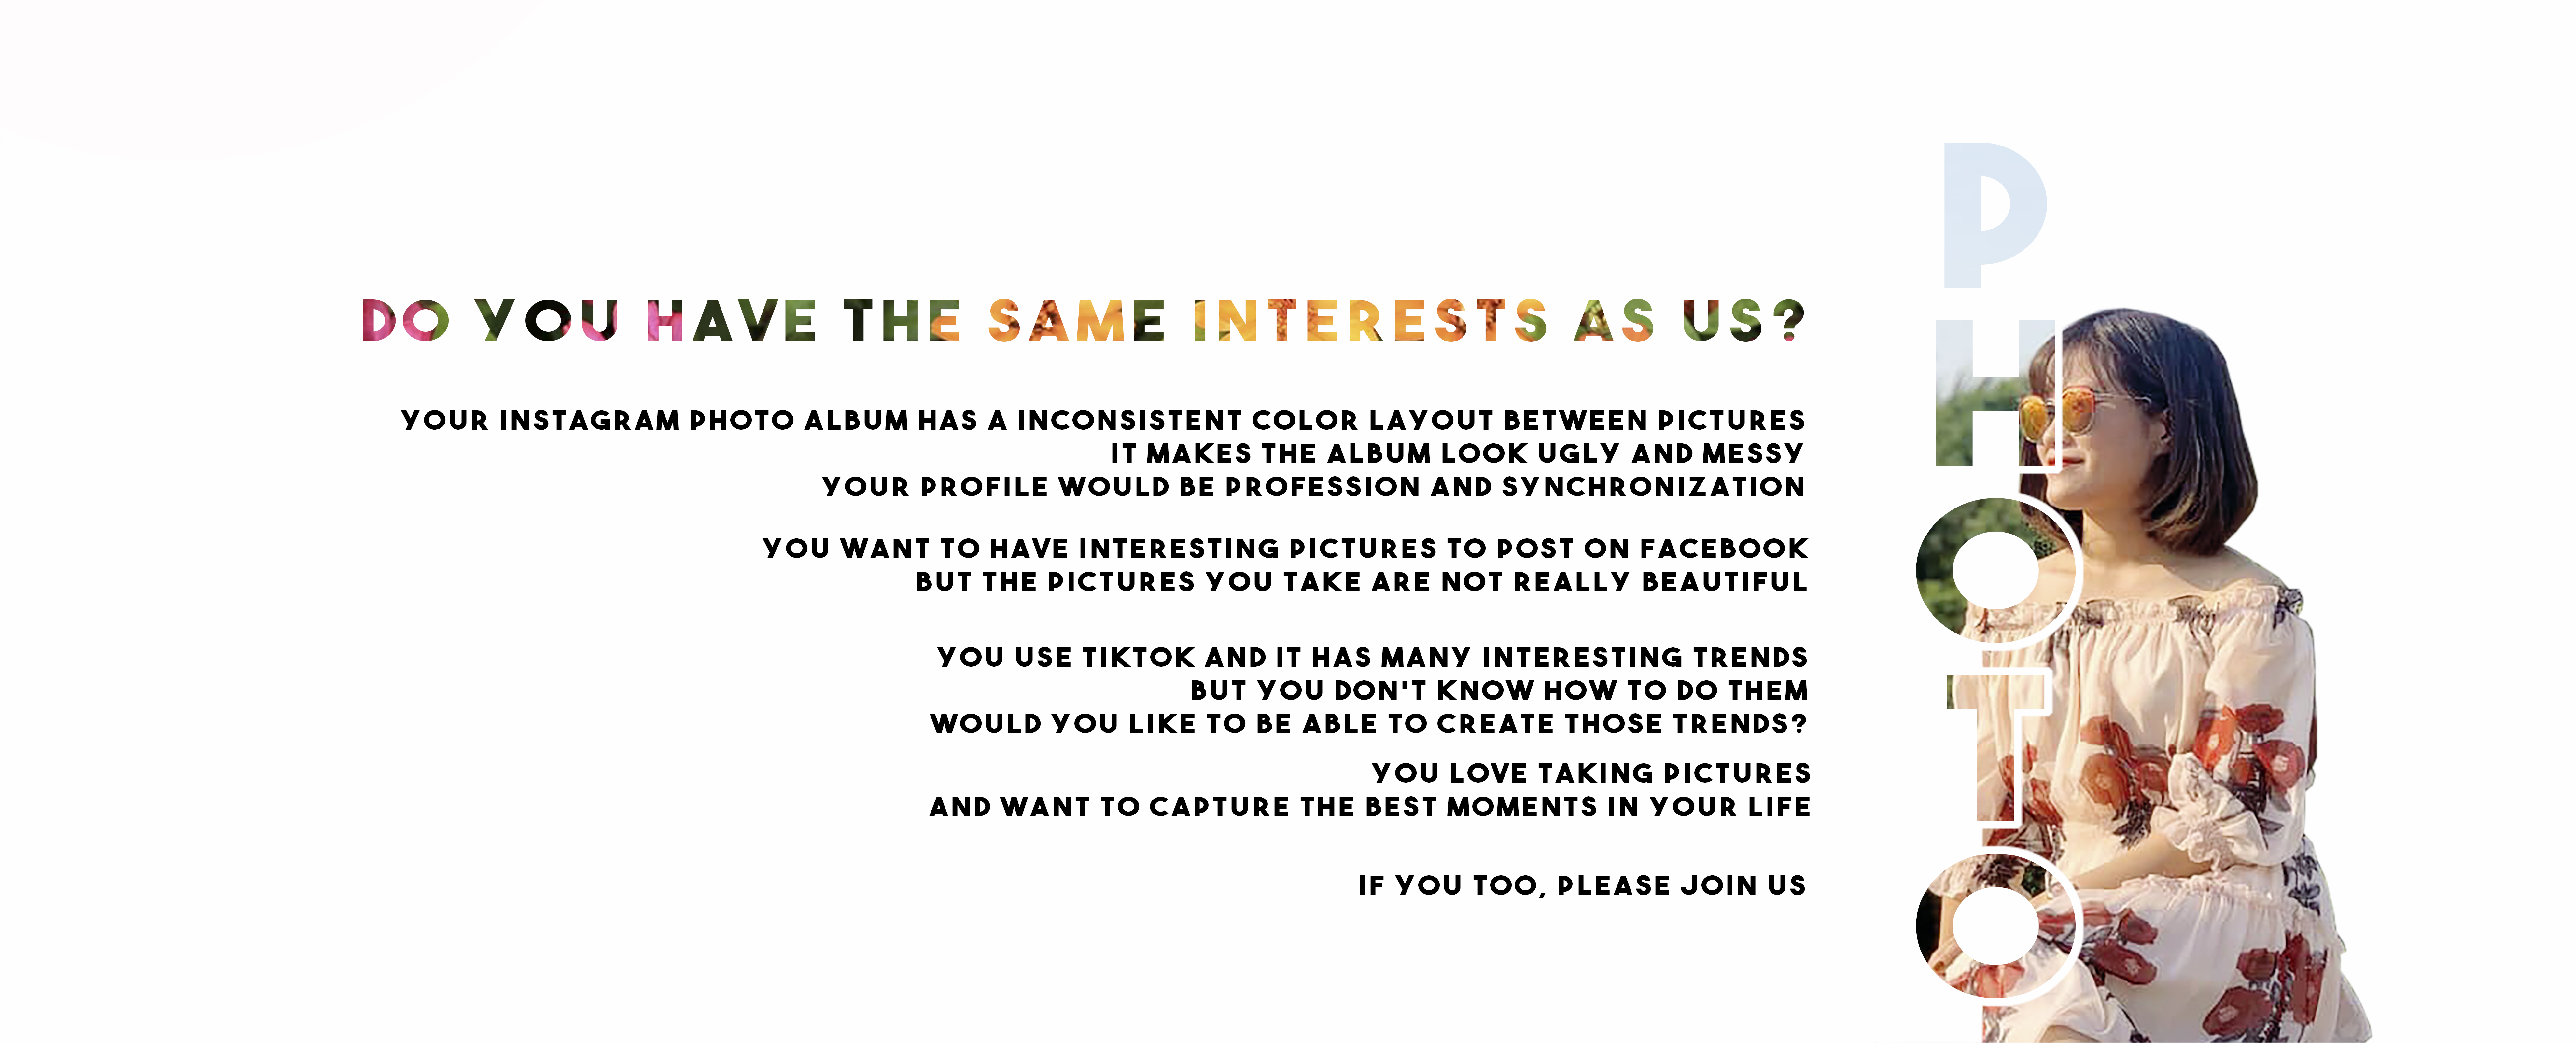 DO YOU HAVE THE SAME INTERESTS AS US?
YOUR INSTAGRAM PHOTO ALBUM HAS A INCONSISTENT COLOR LAYOUT BETWEEN PICTURES
IT MAKES THE ALBUM LOOK UGLY AND MESSY
YOUR PROFILE WOULD BE PROFESSION AND SYNCHRONIZATION
YOU WANT TO HAVE INTERESTING PICTURES TO POST ON FACEBOOK
BUT THE PICTURES YOU TAKE ARE NOT REALLY BEAUTIFUL
YOU USE TIKTOK AND IT HAS MANY INTERESTING TRENDS
BUT YOU DON'T KNOW HOW TO DO THEM
WOULD YOU LIKE TO BE ABLE TO CREATE THOSE TRENDS?
YOU LOVE TAKING PICTURES
AND WANT TO CAPTURE THE BEST MOMENTS IN YOUR LIFE
IF YOU TOO, PLEASE JOIN US
PHOTO